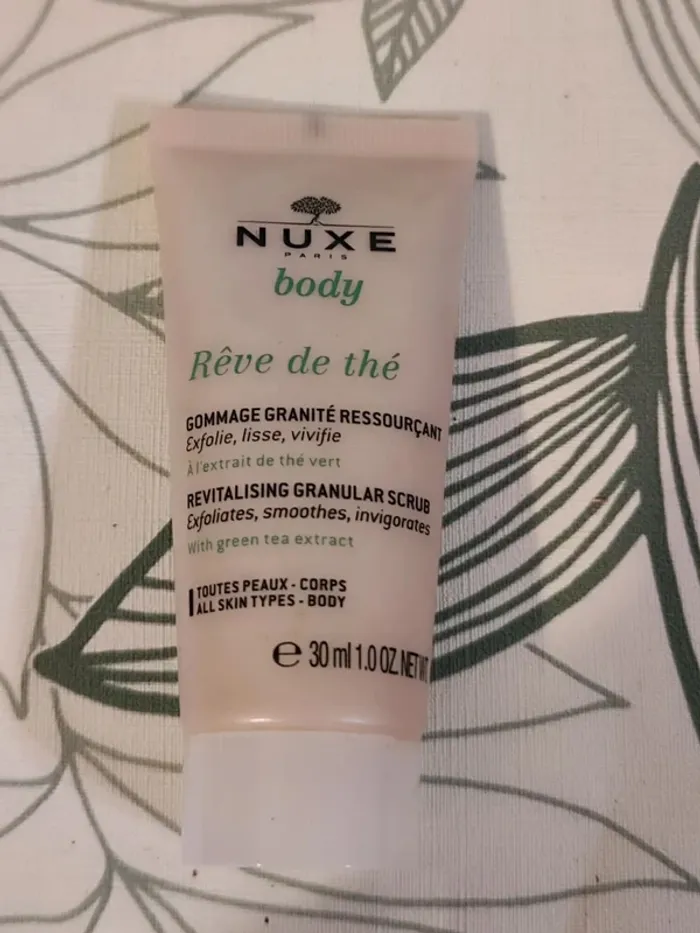 NUXE
PARIS
body
Rêve de thé
GOMMAGE GRANITÉ RESSOURÇANT
Exfolie, lisse, vivifie
À l'extrait de thé vert
REVITALISING GRANULAR SCRUB
Exfoliates, smoothes, invigorates
With green tea extract
TOUTES PEAUX - CORPS
ALL SKIN TYPES - BODY
℮ 30 ml 1.0 OZ. NET